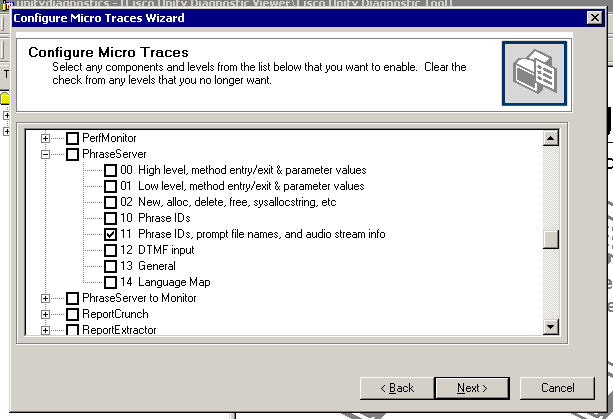 unitydiagnostics - [Cisco Unity Diagnostic Viewer\Cisco Unity Diagnostic Tool]
Configure Micro Traces Wizard
Configure Micro Traces
Select any components and levels from the list below that you want to enable. Clear the
check from any levels that you no longer want.
PerfMonitor
PhraseServer
00 High level, method entry/exit & parameter values
01 Low level, method entry/exit & parameter values
02 New, alloc, delete, free, sysallocstring, etc
10 Phrase IDs
11 Phrase IDs, prompt file names, and audio stream info
12 DTMF input
13 General
14 Language Map
PhraseServer to Monitor
ReportCrunch
ReportExtractor
< Back
Next >
Cancel